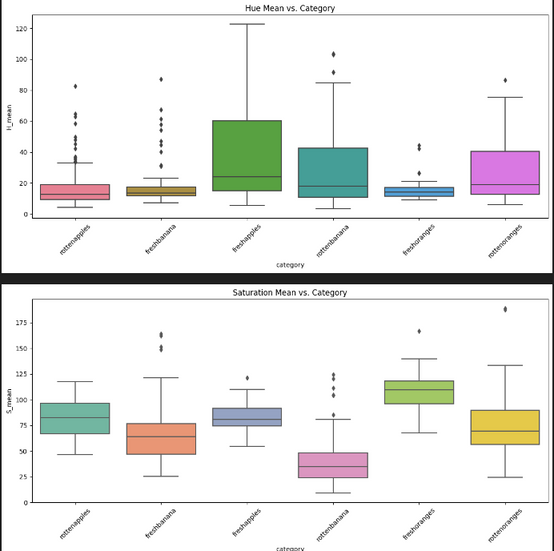 Hue Mean vs. Category
H_mean
120
100
80
60
40
20
0
rottenapples
freshbanana
freshapples
rottenbanana
freshoranges
rottenoranges
category
Saturation Mean vs. Category
S_mean
175
150
125
100
75
50
25
0
rottenapples
freshbanana
freshapples
rottenbanana
freshoranges
rottenoranges
category